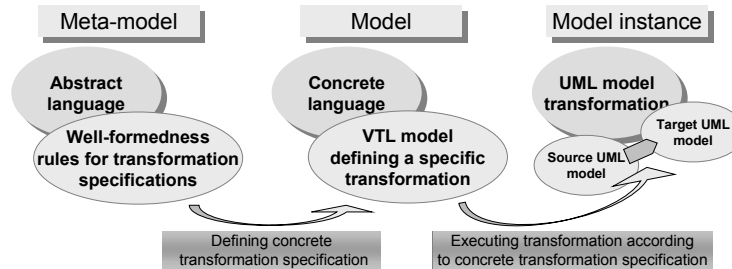 Meta-model
Model
Model instance
Abstract
language
Well-formedness
rules for transformation
specifications
Concrete
language
VTL model
defining a specific
transformation
UML model
transformation
Target UML
model
Source UML
model
Defining concrete
transformation specification
Executing transformation according
to concrete transformation specification